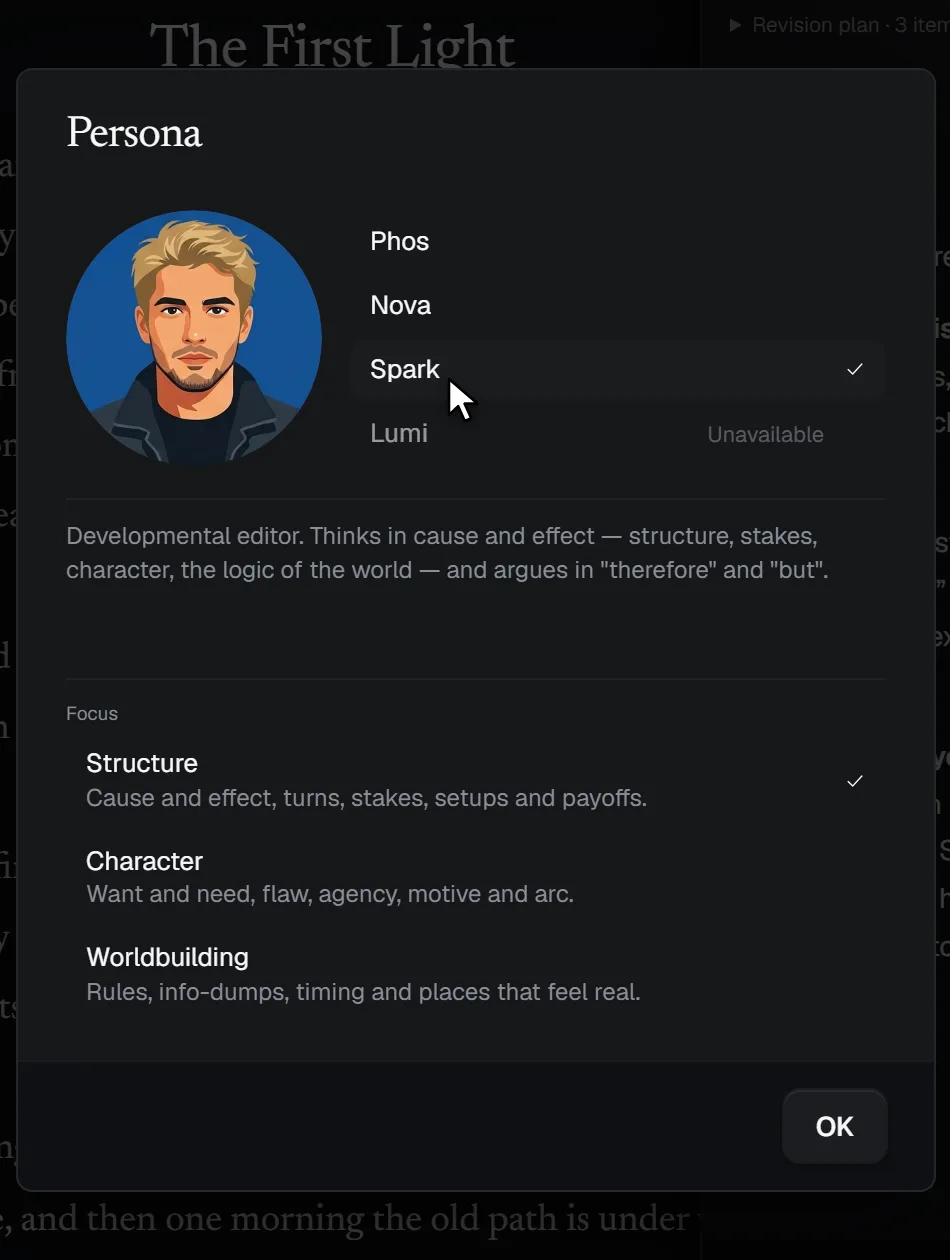 The First Light
Revision plan · 3 item
Persona
Phos
Nova
Spark
Lumi
Unavailable
Developmental editor. Thinks in cause and effect — structure, stakes,
character, the logic of the world — and argues in "therefore" and "but".
Focus
Structure
Cause and effect, turns, stakes, setups and payoffs.
Character
Want and need, flaw, agency, motive and arc.
Worldbuilding
Rules, info-dumps, timing and places that feel real.
OK
, and then one morning the old path is under